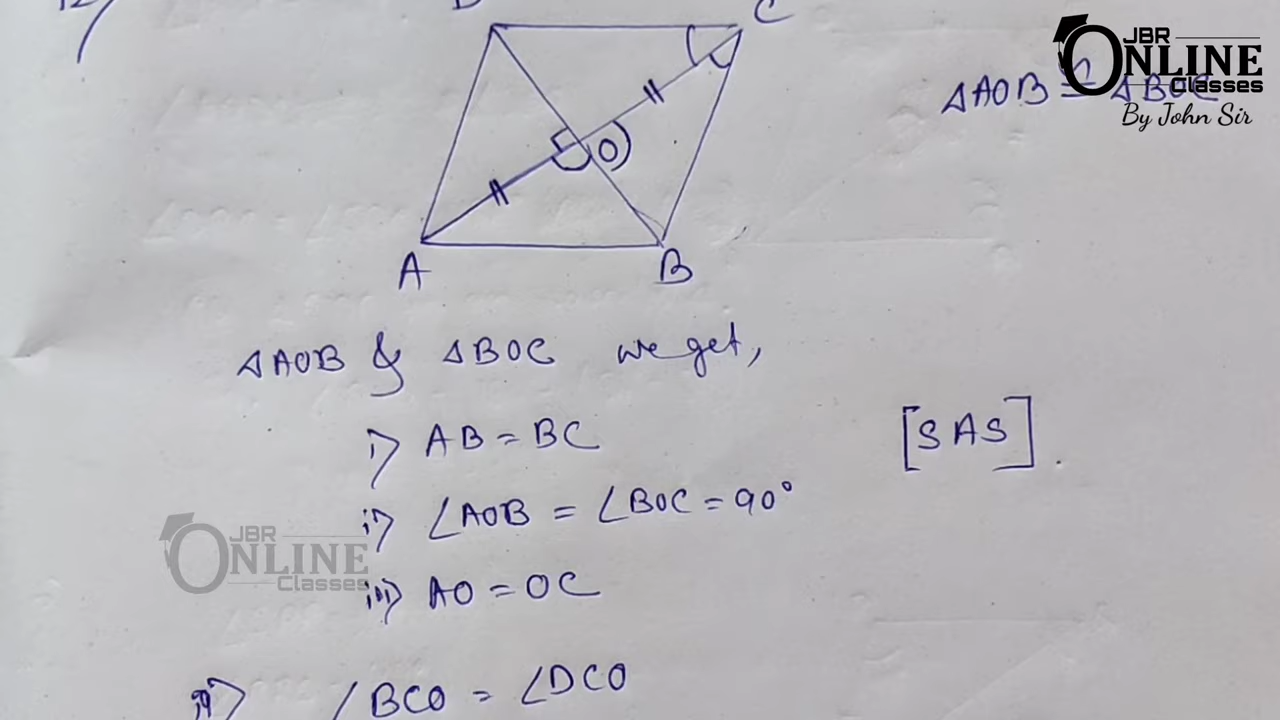 12)
D
C
JBR
ONLINE
Classes
By John Sir
ΔAOB ≅ ΔBOC
O
A
B
ΔAOB & ΔBOC we get,
i) AB = BC
[SAS].
ii) ∠AOB = ∠BOC = 90°
JBR
ONLINE
Classes
iii) AO = OC
∠BCO = ∠DCO